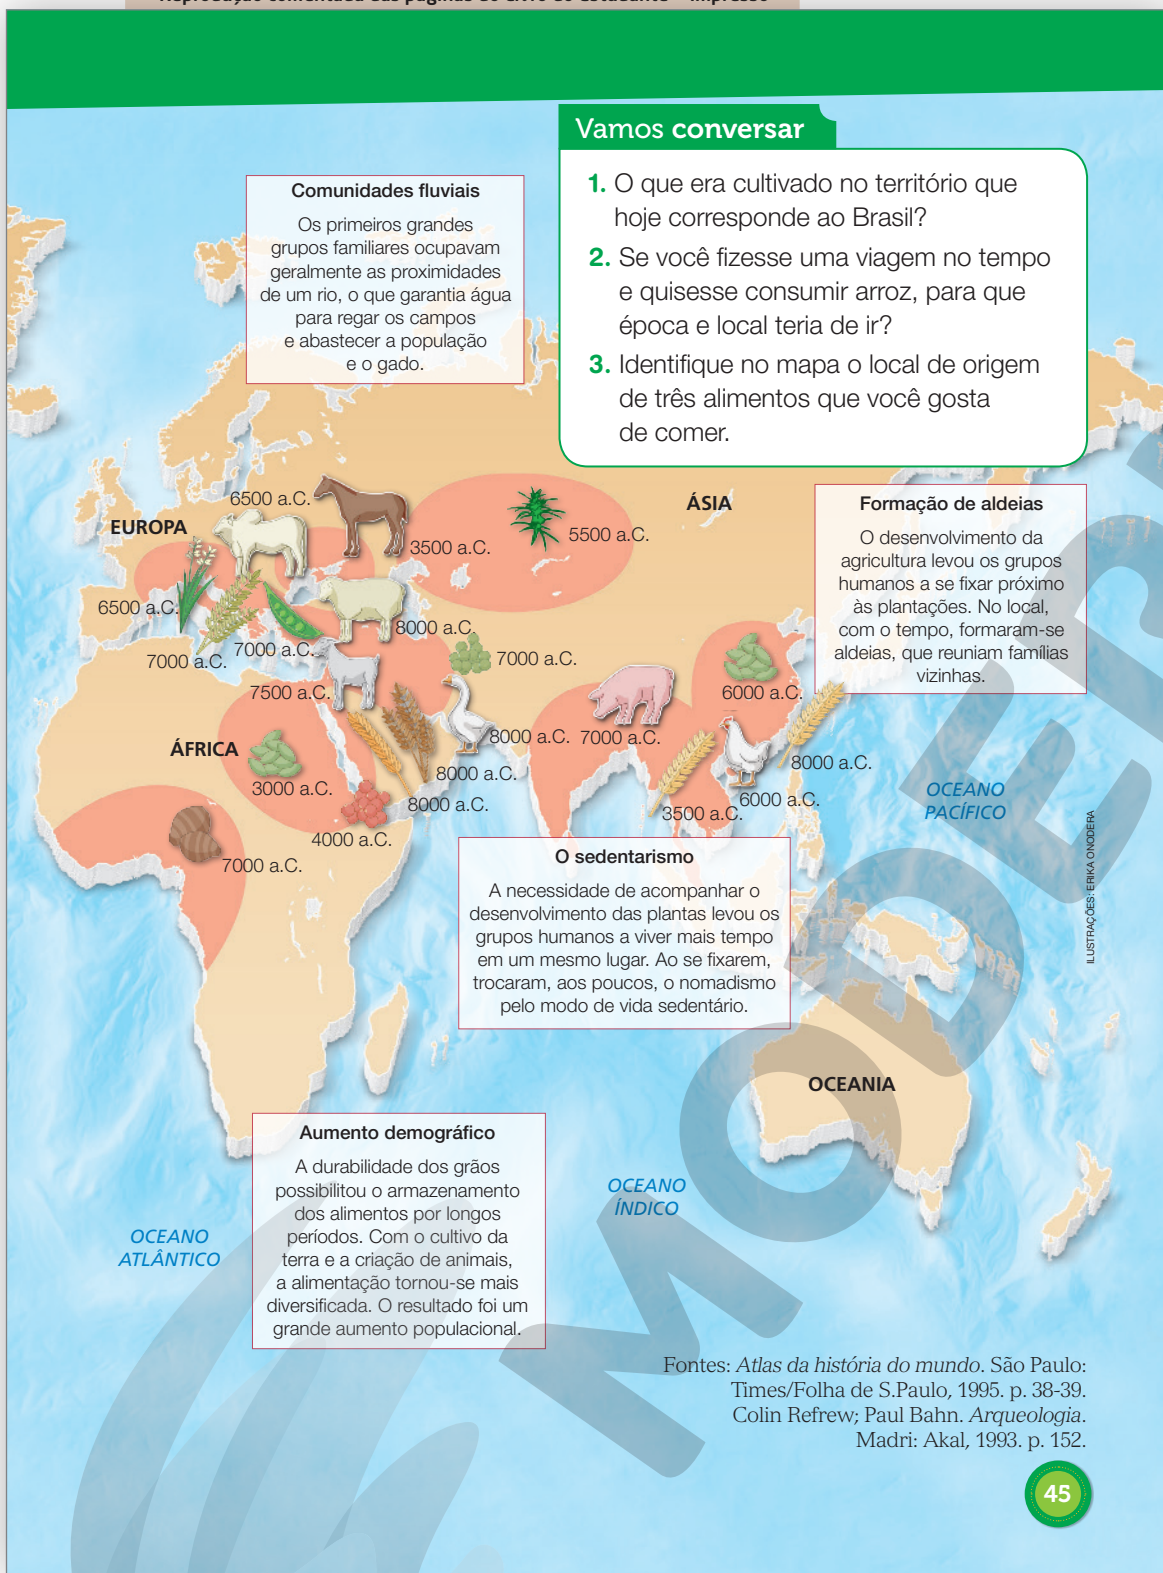 Vamos conversar
1. O que era cultivado no território que
hoje corresponde ao Brasil?
2. Se você fizesse uma viagem no tempo
e quisesse consumir arroz, para que
época e local teria de ir?
3. Identifique no mapa o local de origem
de três alimentos que você gosta
de comer.
Comunidades fluviais
Os primeiros grandes
grupos familiares ocupavam
geralmente as proximidades
de um rio, o que garantia água
para regar os campos
e abastecer a população
e o gado.
EUROPA
ÁSIA
6500 a.C.
3500 a.C.
5500 a.C.
6500 a.C.
8000 a.C.
7000 a.C.
7000 a.C.
7000 a.C.
7500 a.C.
6000 a.C.
Formação de aldeias
O desenvolvimento da
agricultura levou os grupos
humanos a se fixar próximo
às plantações. No local,
com o tempo, formaram-se
aldeias, que reuniam famílias
vizinhas.
ÁFRICA
8000 a.C.
7000 a.C.
8000 a.C.
8000 a.C.
3000 a.C.
8000 a.C.
6000 a.C.
3500 a.C.
4000 a.C.
7000 a.C.
OCEANO
PACÍFICO
ILUSTRAÇÕES: ERIKA ONODERA
O sedentarismo
A necessidade de acompanhar o
desenvolvimento das plantas levou os
grupos humanos a viver mais tempo
em um mesmo lugar. Ao se fixarem,
trocaram, aos poucos, o nomadismo
pelo modo de vida sedentário.
OCEANIA
Aumento demográfico
A durabilidade dos grãos
possibilitou o armazenamento
dos alimentos por longos
períodos. Com o cultivo da
terra e a criação de animais,
a alimentação tornou-se mais
diversificada. O resultado foi um
grande aumento populacional.
OCEANO
ÍNDICO
OCEANO
ATLÂNTICO
Fontes: Atlas da história do mundo. São Paulo:
Times/Folha de S.Paulo, 1995. p. 38-39.
Colin Refrew; Paul Bahn. Arqueologia.
Madri: Akal, 1993. p. 152.
45